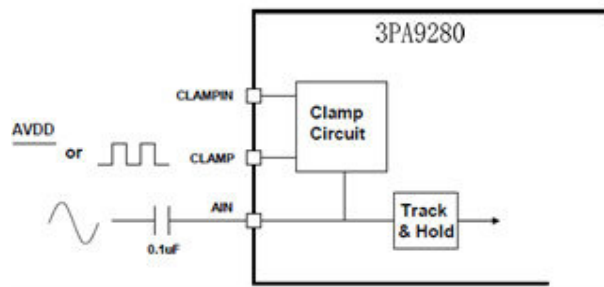 3PA9280
CLAMPIN
Clamp
Circuit
AVDD
or
CLAMP
AIN
Track
& Hold
0.1uF